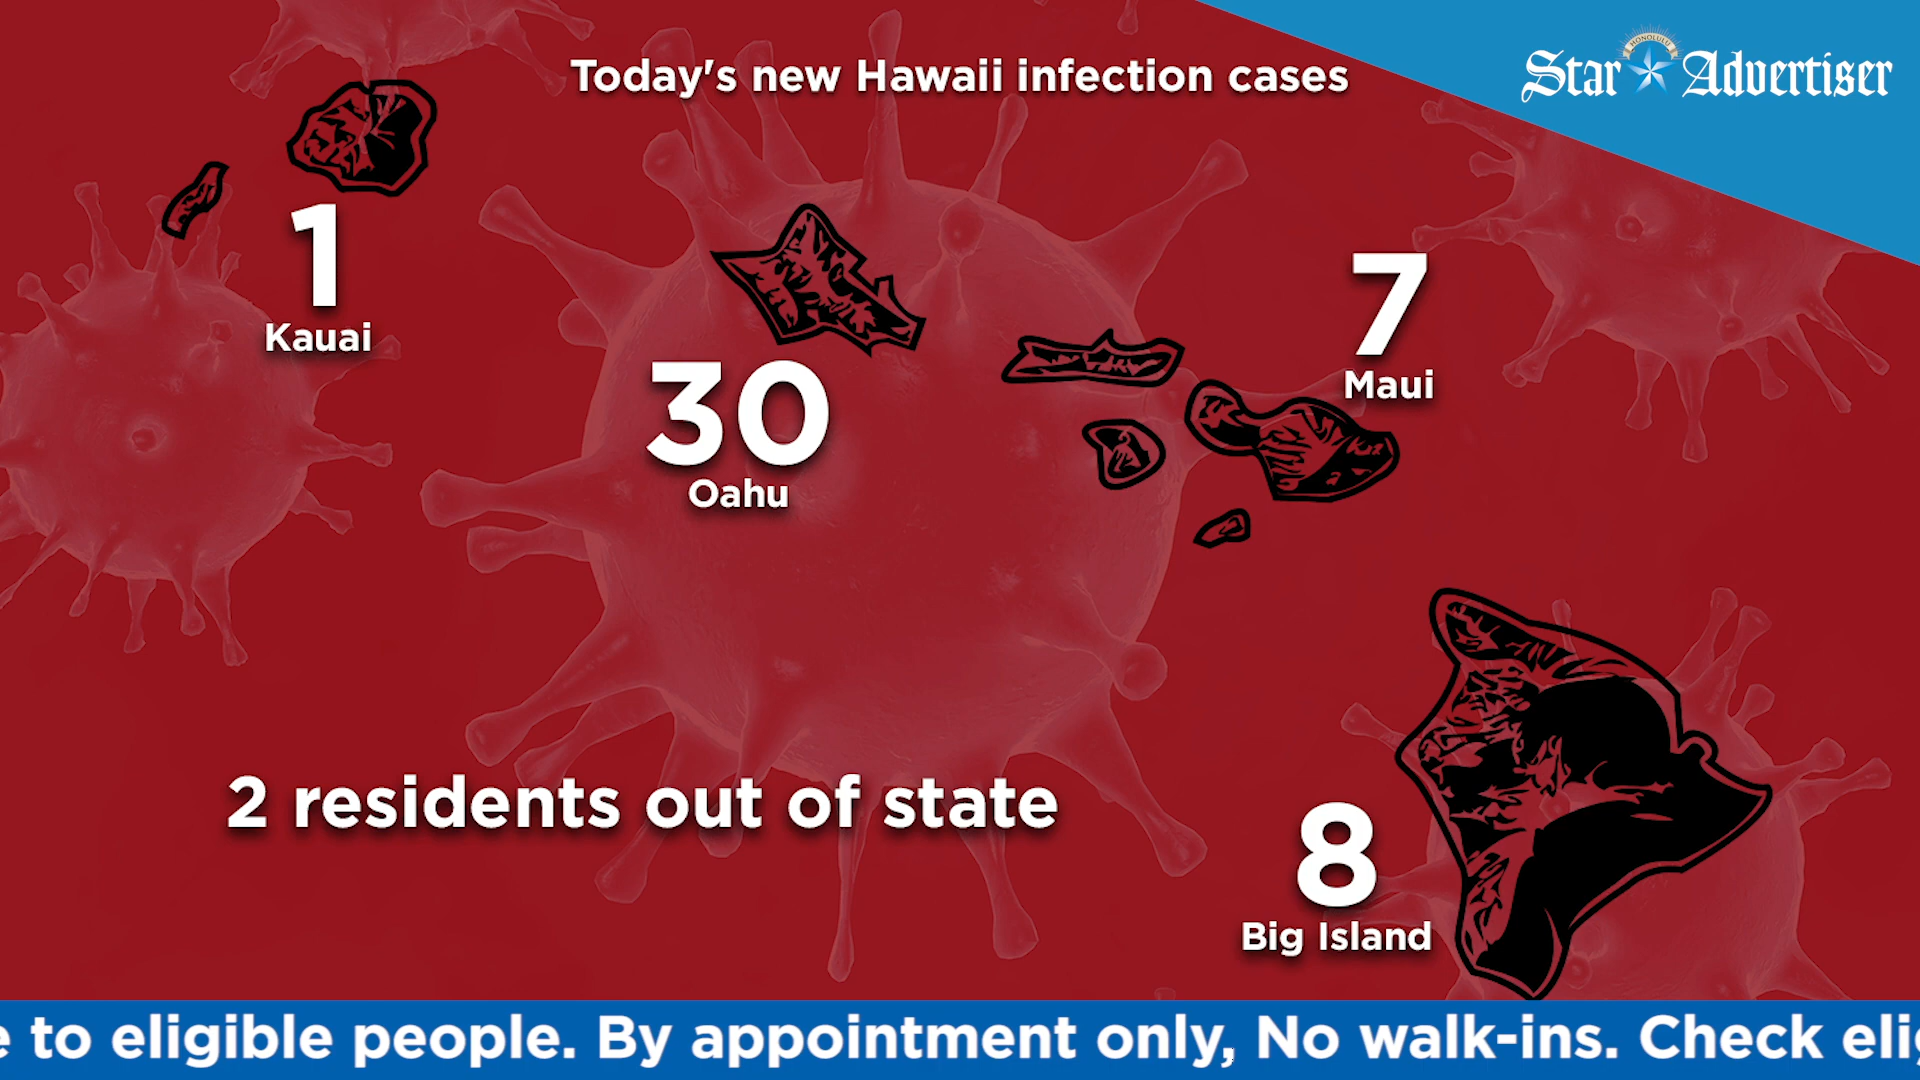 Today's new Hawaii infection cases
HONOLULU
Star Advertiser
1
Kauai
30
Oahu
7
Maui
2 residents out of state
8
Big Island
to eligible people. By appointment only, No walk-ins. Check